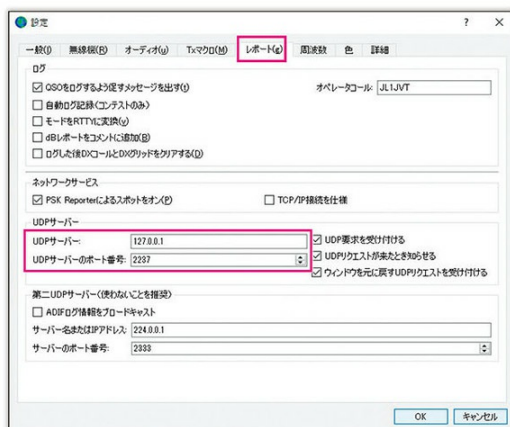 設定
一般(l) 無線機(R) オーディオ(u) Txマクロ(M) レポート(g) 周波数 色 詳細
ログ
QSOをログするよう促すメッセージを出す(r) オペレータコール: JL1JVT
自動ログ記録(コンテストのみ)
モードをRTTYに変換(v)
dBレポートをコメントに追加(B)
ログした後DXコールとDXグリッドをクリアする(D)
ネットワークサービス
PSK Reporterによるスポットをオン(P) TCP/IP接続を仕様
UDPサーバー
UDPサーバー: 127.0.0.1 UDP要求を受け付ける
UDPサーバーのポート番号: 2237 UDPリクエストが来たとき知らせる
ウィンドウを元に戻すUDPリクエストを受け付ける
第二UDPサーバー(使わないことを推奨)
ADIFログ情報をブロードキャスト
サーバー名またはIPアドレス: 224.0.0.1
サーバーのポート番号: 2333
OK キャンセル